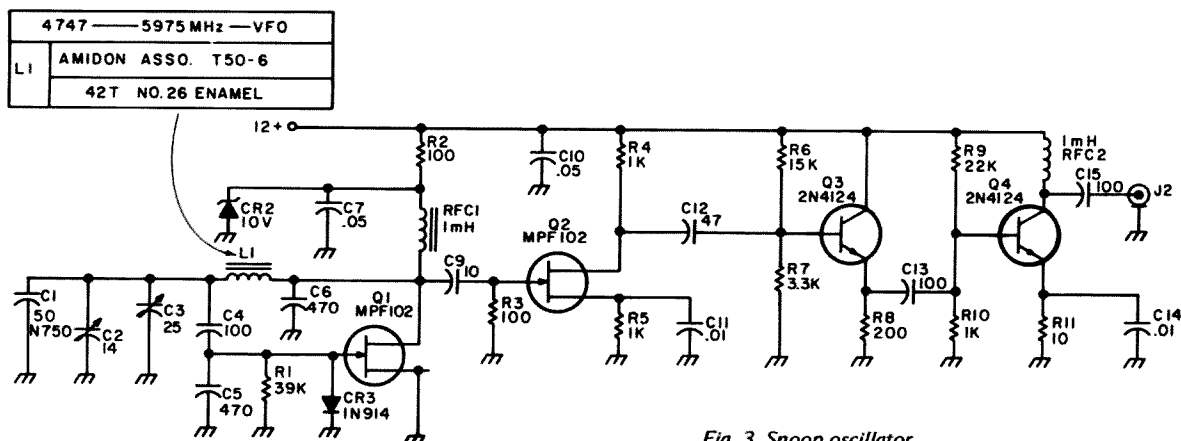 4747 — 5975 MHz — VFO
L1
AMIDON ASSO. T50-6
42T NO. 26 ENAMEL
12+
R2
100
C10
.05
R4
1K
R6
15K
R9
22K
1mH
RFC2
C15
100
J2
Q3
2N4124
Q4
2N4124
CR2
10V
C7
.05
RFC1
1mH
Q2
MPF102
C12
47
L1
C9
10
C1
50
N750
C2
14
C3
25
C4
100
C6
470
Q1
MPF102
R3
100
R5
1K
C11
.01
R7
3.3K
C13
100
R8
200
R10
1K
R11
10
C14
.01
C5
470
R1
39K
CR3
1N914
Fig. 3. Snoop oscillator